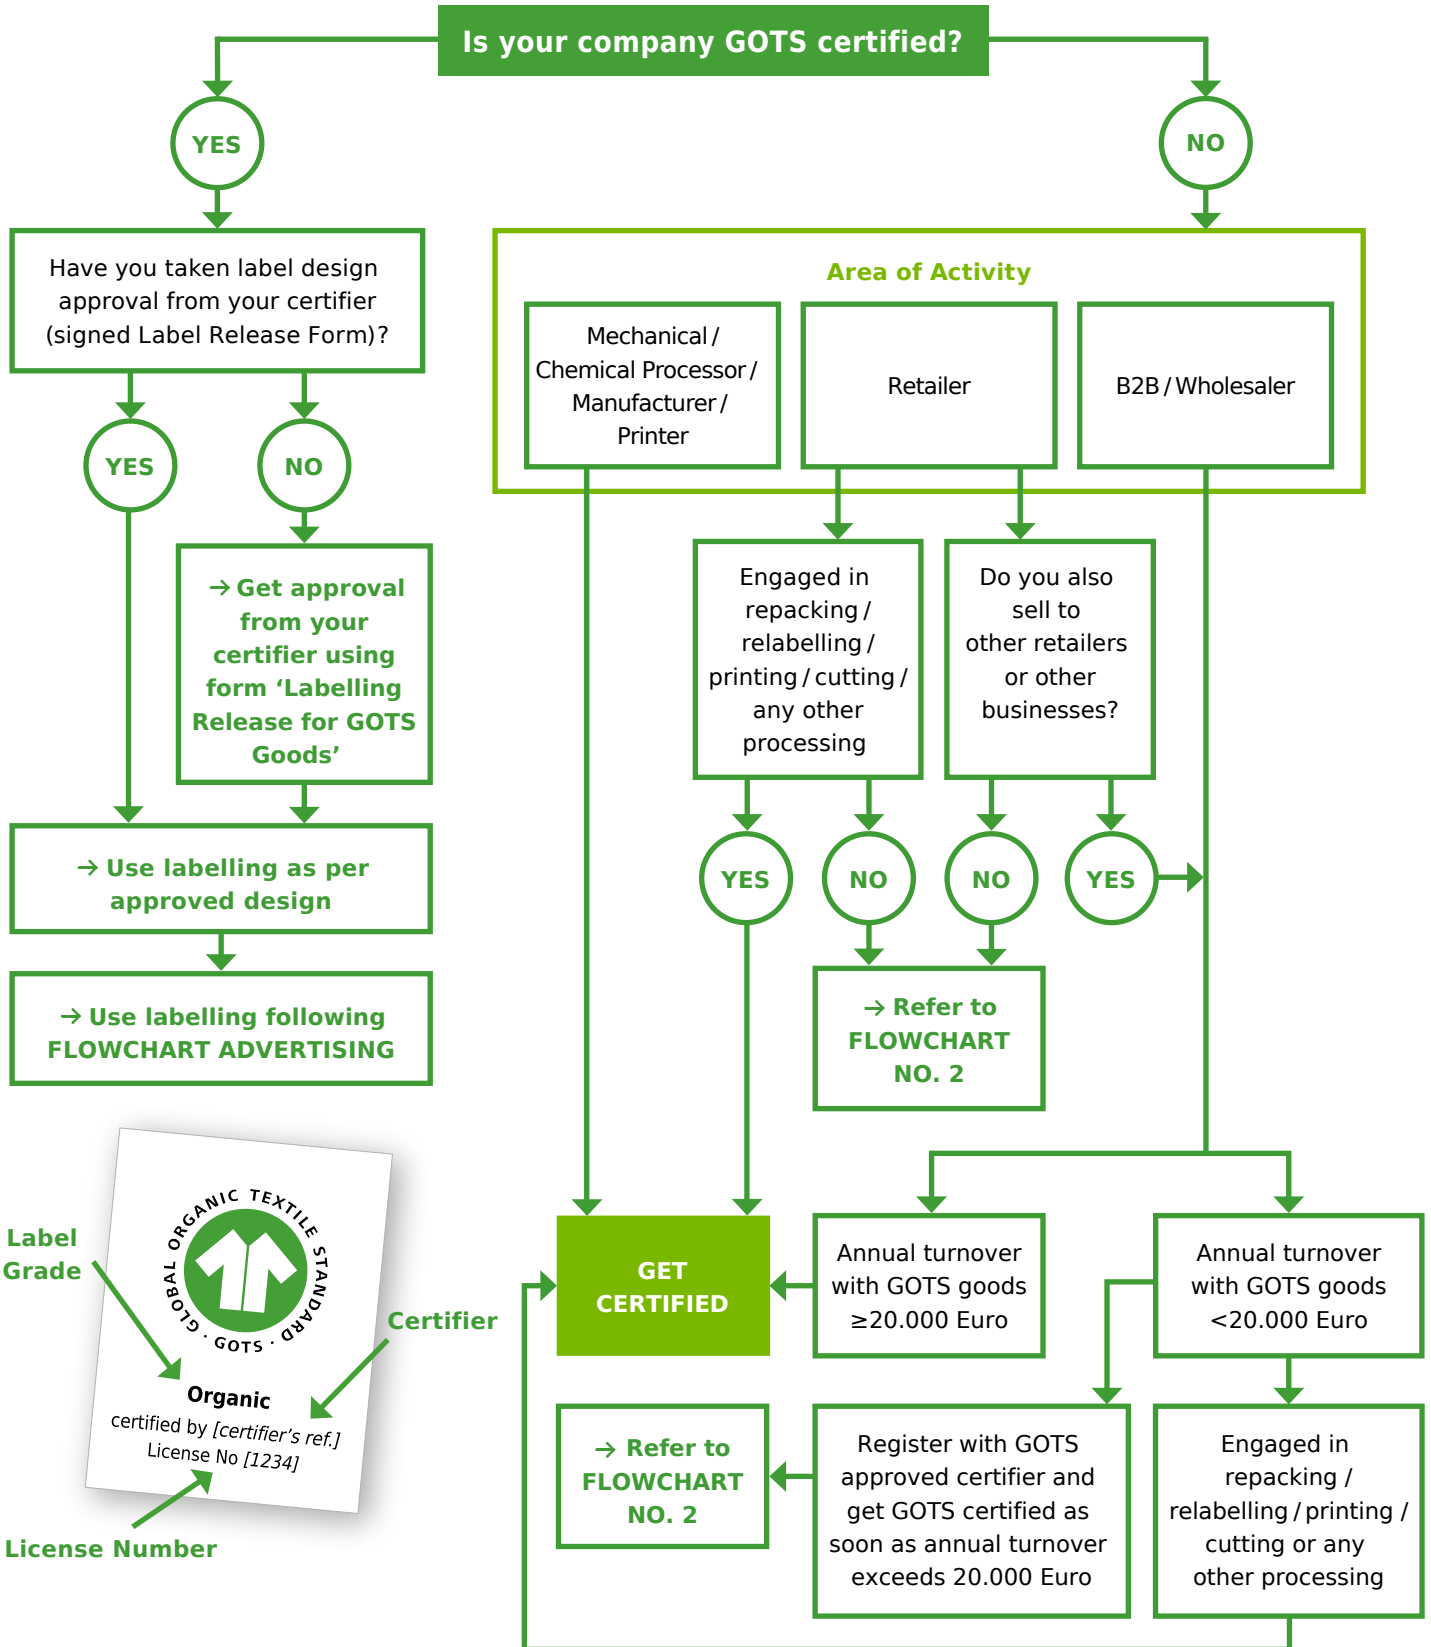 Is your company GOTS certified?
YES
NO
Have you taken label design
approval from your certifier
(signed Label Release Form)?
YES
NO
→ Get approval
from your
certifier using
form ‘Labelling
Release for GOTS
Goods’
→ Use labelling as per
approved design
→ Use labelling following
FLOWCHART ADVERTISING
Area of Activity
Mechanical /
Chemical Processor /
Manufacturer /
Printer
Retailer
B2B / Wholesaler
Engaged in
repacking /
relabelling /
printing / cutting /
any other
processing
Do you also
sell to
other retailers
or other
businesses?
YES
NO
NO
YES
→ Refer to
FLOWCHART
NO. 2
GET
CERTIFIED
Annual turnover
with GOTS goods
≥20.000 Euro
Annual turnover
with GOTS goods
<20.000 Euro
→ Refer to
FLOWCHART
NO. 2
Register with GOTS
approved certifier and
get GOTS certified as
soon as annual turnover
exceeds 20.000 Euro
Engaged in
repacking /
relabelling / printing /
cutting or any
other processing
Label
Grade
GLOBAL ORGANIC TEXTILE STANDARD · GOTS ·
Certifier
Organic
certified by [certifier’s ref.]
License No [1234]
License Number